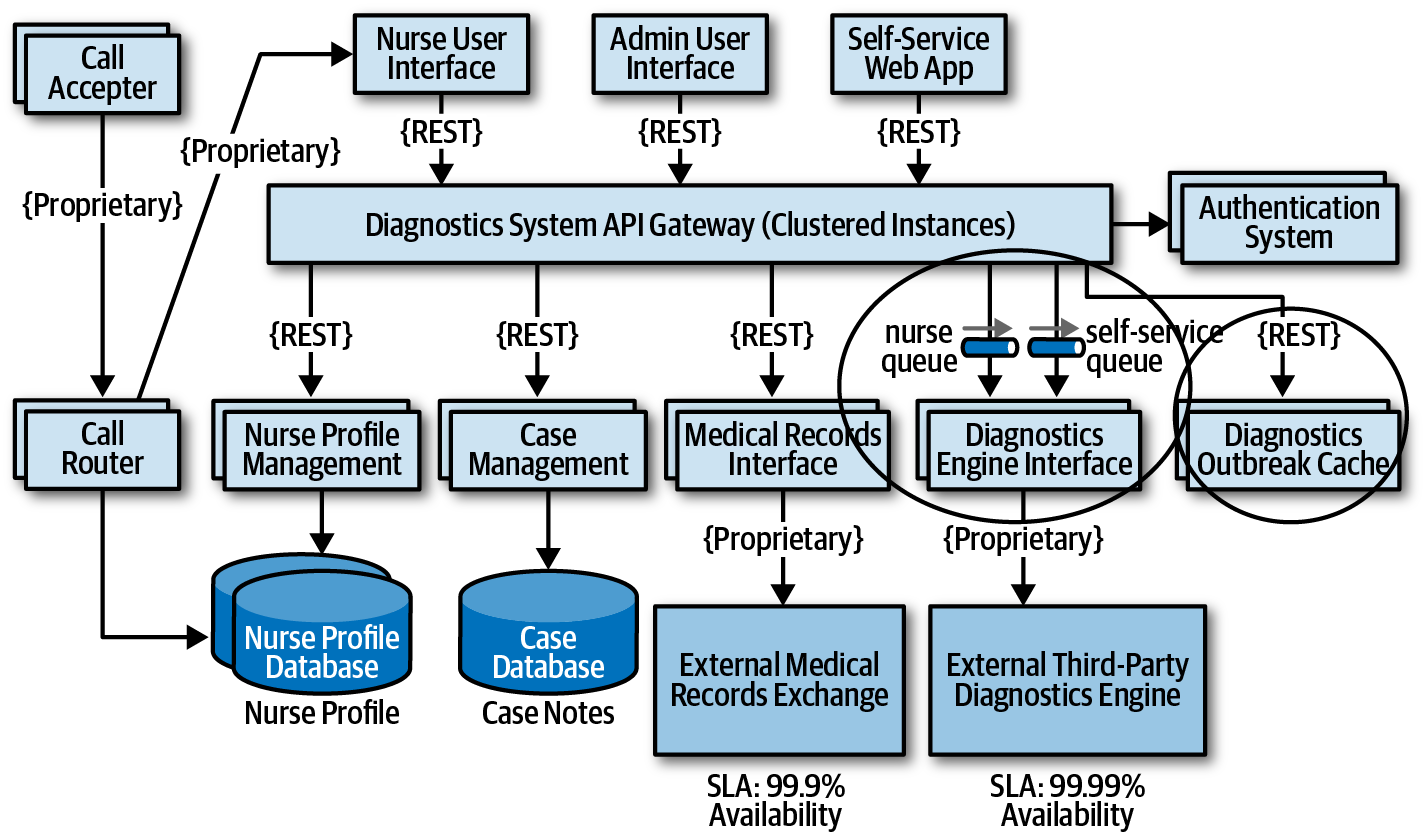 Call
Accepter
Nurse User
Interface
Admin User
Interface
Self-Service
Web App
{REST}
{REST}
{REST}
{Proprietary}
{Proprietary}
Diagnostics System API Gateway (Clustered Instances)
Authentication
System
{REST}
{REST}
{REST}
nurse
queue
self-service
queue
{REST}
Call
Router
Nurse Profile
Management
Case
Management
Medical Records
Interface
Diagnostics
Engine Interface
Diagnostics
Outbreak Cache
{Proprietary}
{Proprietary}
Nurse Profile
Database
Nurse Profile
Case
Database
Case Notes
External Medical
Records Exchange
External Third-Party
Diagnostics Engine
SLA: 99.9%
Availability
SLA: 99.99%
Availability